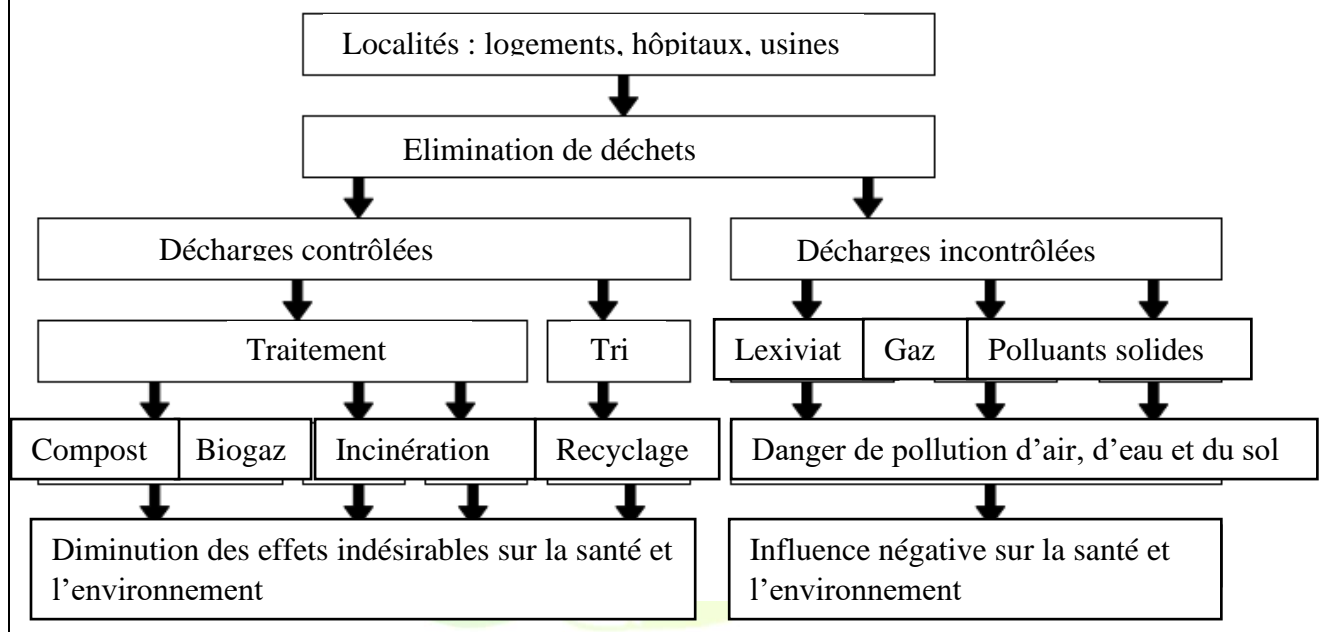 Localités : logements, hôpitaux, usines
Elimination de déchets
Décharges contrôlées
Décharges incontrôlées
Traitement
Tri
Lexiviat
Gaz
Polluants solides
Compost
Biogaz
Incinération
Recyclage
Danger de pollution d’air, d’eau et du sol
Diminution des effets indésirables sur la santé et
l’environnement
Influence négative sur la santé et
l’environnement